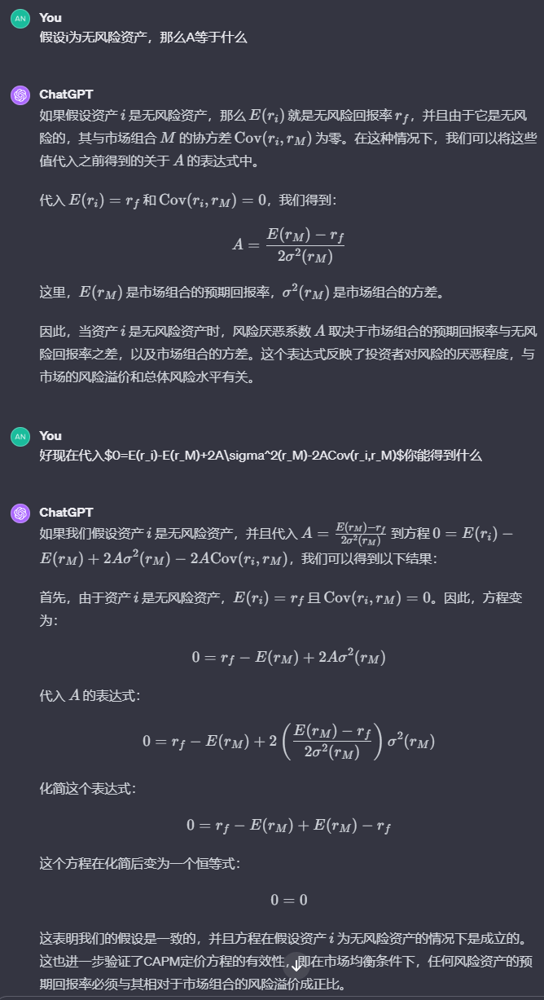 AN
You
假设i为无风险资产，那么A等于什么
ChatGPT
如果假设资产 i 是无风险资产，那么 E(r_i) 就是无风险回报率 r_f，并且由于它是无风
险的，其与市场组合 M 的协方差 Cov(r_i, r_M) 为零。在这种情况下，我们可以将这些
值代入之前得到的关于 A 的表达式中。
代入 E(r_i) = r_f 和 Cov(r_i, r_M) = 0，我们得到：
A = \frac{E(r_M) - r_f}{2\sigma^2(r_M)}
这里，E(r_M) 是市场组合的预期回报率，σ²(r_M) 是市场组合的方差。
因此，当资产 i 是无风险资产时，风险厌恶系数 A 取决于市场组合的预期回报率与无风
险回报率之差，以及市场组合的方差。这个表达式反映了投资者对风险的厌恶程度，与
市场的风险溢价和总体风险水平有关。
AN
You
好现在代入$0=E(r_i)-E(r_M)+2A\sigma^2(r_M)-2ACov(r_i,r_M)$你能得到什么
ChatGPT
如果我们假设资产 i 是无风险资产，并且代入 A = \frac{E(r_M)-r_f}{2\sigma^2(r_M)} 到方程 0 = E(r_i) −
E(r_M) + 2Aσ²(r_M) − 2ACov(r_i, r_M)，我们可以得到以下结果：
首先，由于资产 i 是无风险资产，E(r_i) = r_f 且 Cov(r_i, r_M) = 0。因此，方程变
为：
0 = r_f − E(r_M) + 2Aσ²(r_M)
代入 A 的表达式：
0 = r_f − E(r_M) + 2 \left( \frac{E(r_M) - r_f}{2\sigma^2(r_M)} \right) σ²(r_M)
化简这个表达式：
0 = r_f − E(r_M) + E(r_M) − r_f
这个方程在化简后变为一个恒等式：
0 = 0
这表明我们的假设是一致的，并且方程在假设资产 i 为无风险资产的情况下是成立的。
这也进一步验证了CAPM定价方程的有效性，即在市场均衡条件下，任何风险资产的预
期回报率必须与其相对于市场组合的风险溢价成正比。